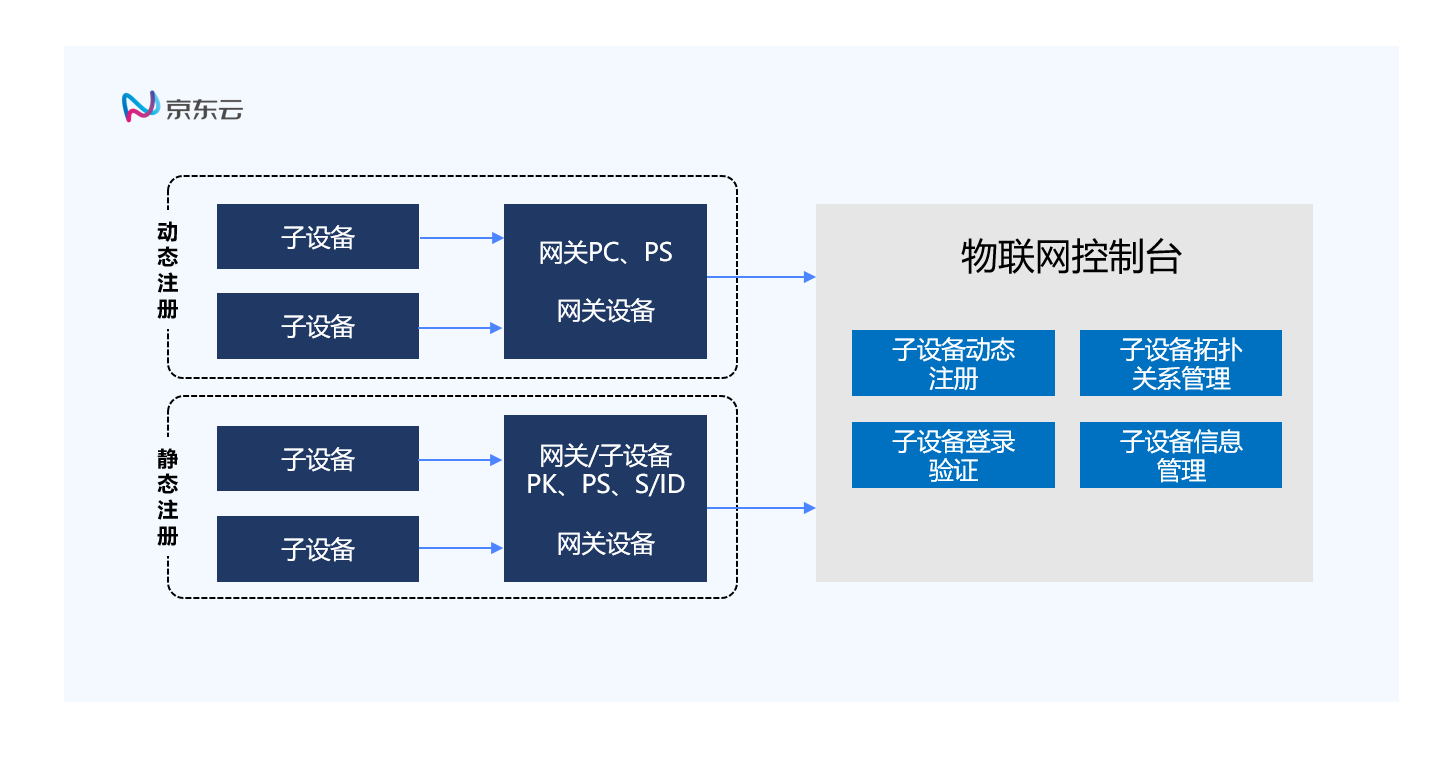 京东云
动态注册
子设备
子设备
网关PC、PS
网关设备
静态注册
子设备
子设备
网关/子设备
PK、PS、S/ID
网关设备
物联网控制台
子设备动态
注册
子设备拓扑
关系管理
子设备登录
验证
子设备信息
管理